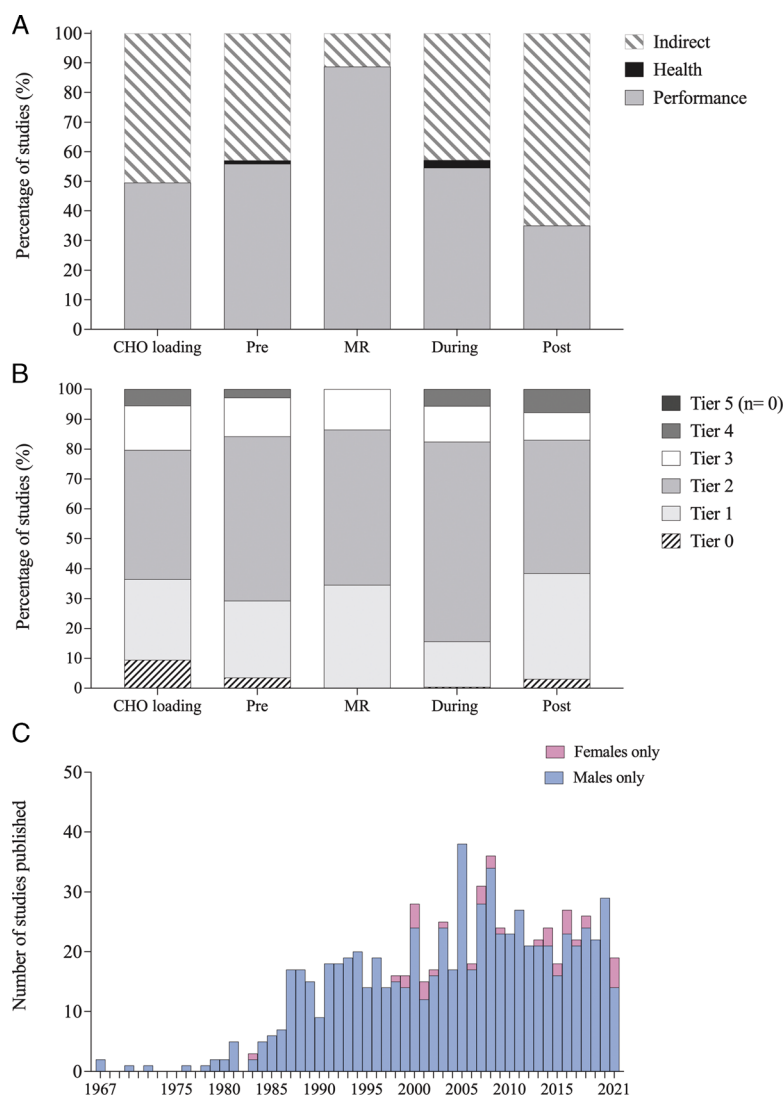 A
Percentage of studies (%)
100
90
80
70
60
50
40
30
20
10
0
CHO loading Pre MR During Post
Indirect
Health
Performance
B
Percentage of studies (%)
100
90
80
70
60
50
40
30
20
10
0
CHO loading Pre MR During Post
Tier 5 (n= 0)
Tier 4
Tier 3
Tier 2
Tier 1
Tier 0
C
Females only
Males only
Number of studies published
50
40
30
20
10
0
1967 1975 1980 1985 1990 1995 2000 2005 2010 2015 2021